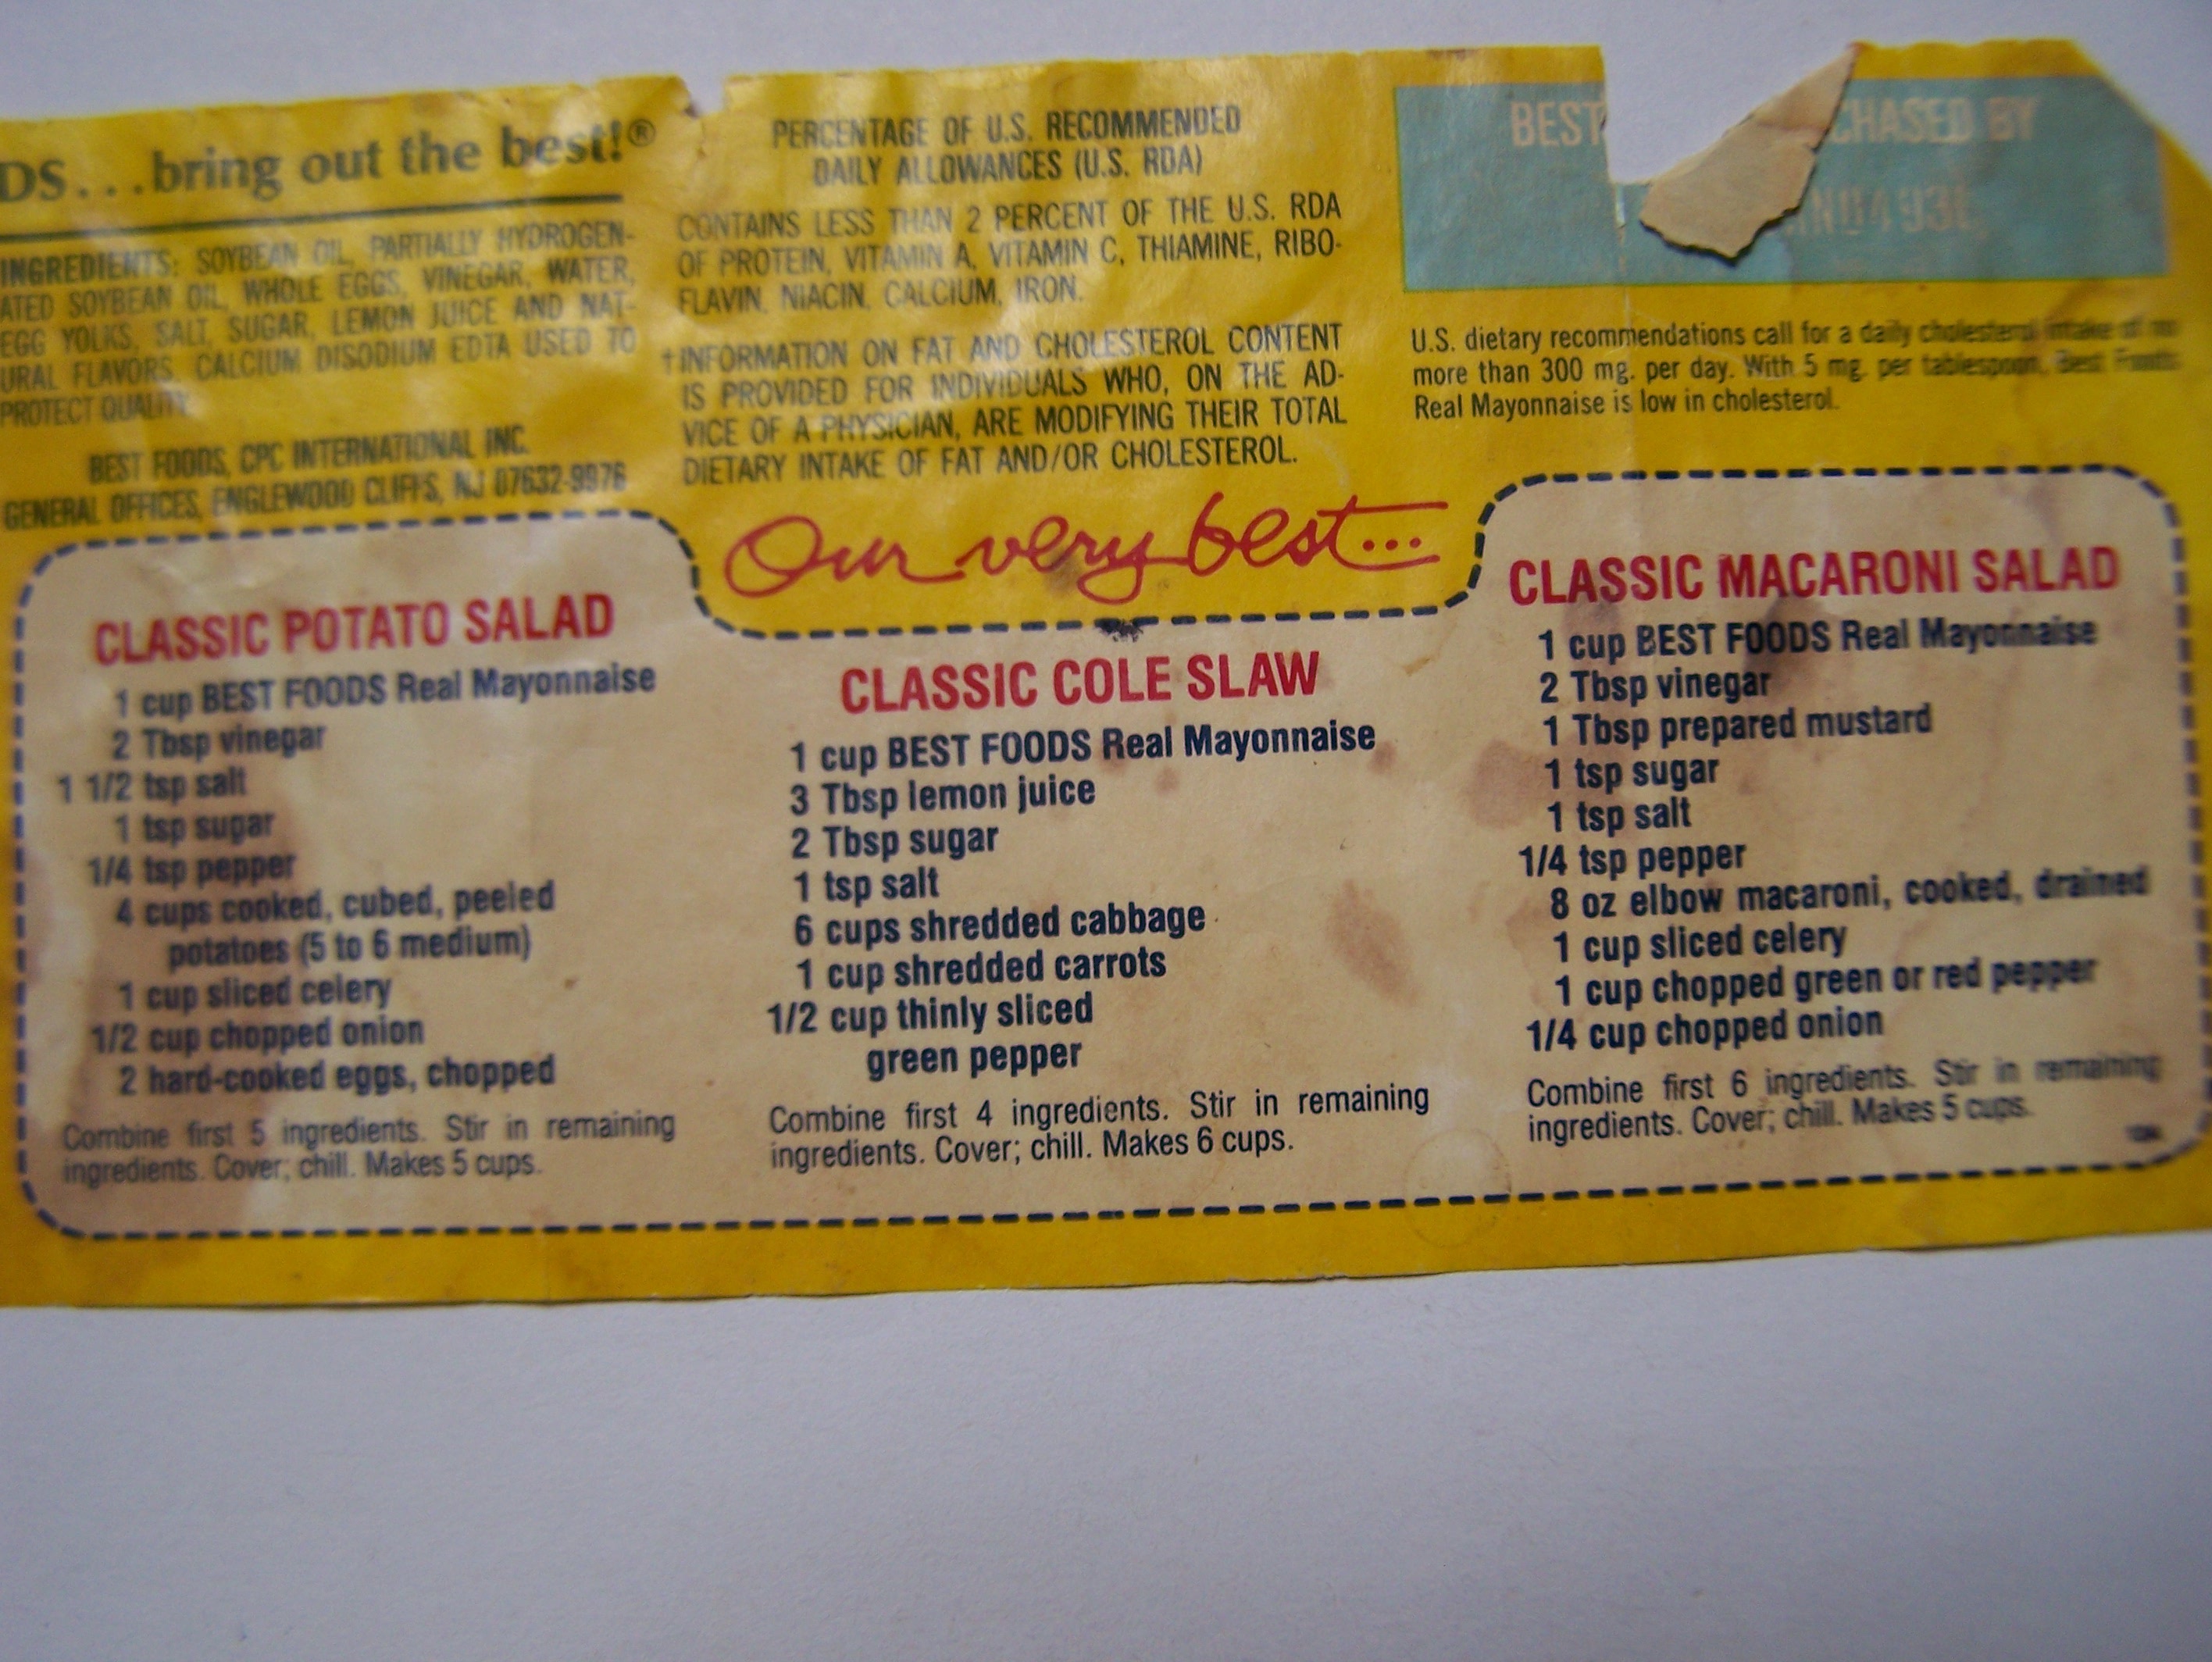 DS...bring out the best!®
INGREDIENTS: SOYBEAN OIL, PARTIALLY HYDROGEN-
ATED SOYBEAN OIL, WHOLE EGGS, VINEGAR, WATER,
EGG YOLKS, SALT, SUGAR, LEMON JUICE AND NAT-
URAL FLAVORS. CALCIUM DISODIUM EDTA USED TO
PROTECT QUALITY.
BEST FOODS, CPC INTERNATIONAL INC.
GENERAL OFFICES, ENGLEWOOD CLIFFS, NJ 07632-9976
PERCENTAGE OF U.S. RECOMMENDED
DAILY ALLOWANCES (U.S. RDA)
CONTAINS LESS THAN 2 PERCENT OF THE U.S. RDA
OF PROTEIN, VITAMIN A, VITAMIN C, THIAMINE, RIBO-
FLAVIN, NIACIN, CALCIUM, IRON.
†INFORMATION ON FAT AND CHOLESTEROL CONTENT
IS PROVIDED FOR INDIVIDUALS WHO, ON THE AD-
VICE OF A PHYSICIAN, ARE MODIFYING THEIR TOTAL
DIETARY INTAKE OF FAT AND/OR CHOLESTEROL.
BEST CHASED BY
U.S. dietary recommendations call for a daily cholesterol intake of no
more than 300 mg. per day. With 5 mg. per tablespoon, Best Foods
Real Mayonnaise is low in cholesterol.
Our very best...
CLASSIC POTATO SALAD
1 cup BEST FOODS Real Mayonnaise
2 Tbsp vinegar
1 1/2 tsp salt
1 tsp sugar
1/4 tsp pepper
4 cups cooked, cubed, peeled
potatoes (5 to 6 medium)
1 cup sliced celery
1/2 cup chopped onion
2 hard-cooked eggs, chopped
Combine first 5 ingredients. Stir in remaining
ingredients. Cover; chill. Makes 5 cups.
CLASSIC COLE SLAW
1 cup BEST FOODS Real Mayonnaise
3 Tbsp lemon juice
2 Tbsp sugar
1 tsp salt
6 cups shredded cabbage
1 cup shredded carrots
1/2 cup thinly sliced
green pepper
Combine first 4 ingredients. Stir in remaining
ingredients. Cover; chill. Makes 6 cups.
CLASSIC MACARONI SALAD
1 cup BEST FOODS Real Mayonnaise
2 Tbsp vinegar
1 Tbsp prepared mustard
1 tsp sugar
1 tsp salt
1/4 tsp pepper
8 oz elbow macaroni, cooked, drained
1 cup sliced celery
1 cup chopped green or red pepper
1/4 cup chopped onion
Combine first 6 ingredients. Stir in remaining
ingredients. Cover; chill. Makes 5 cups.